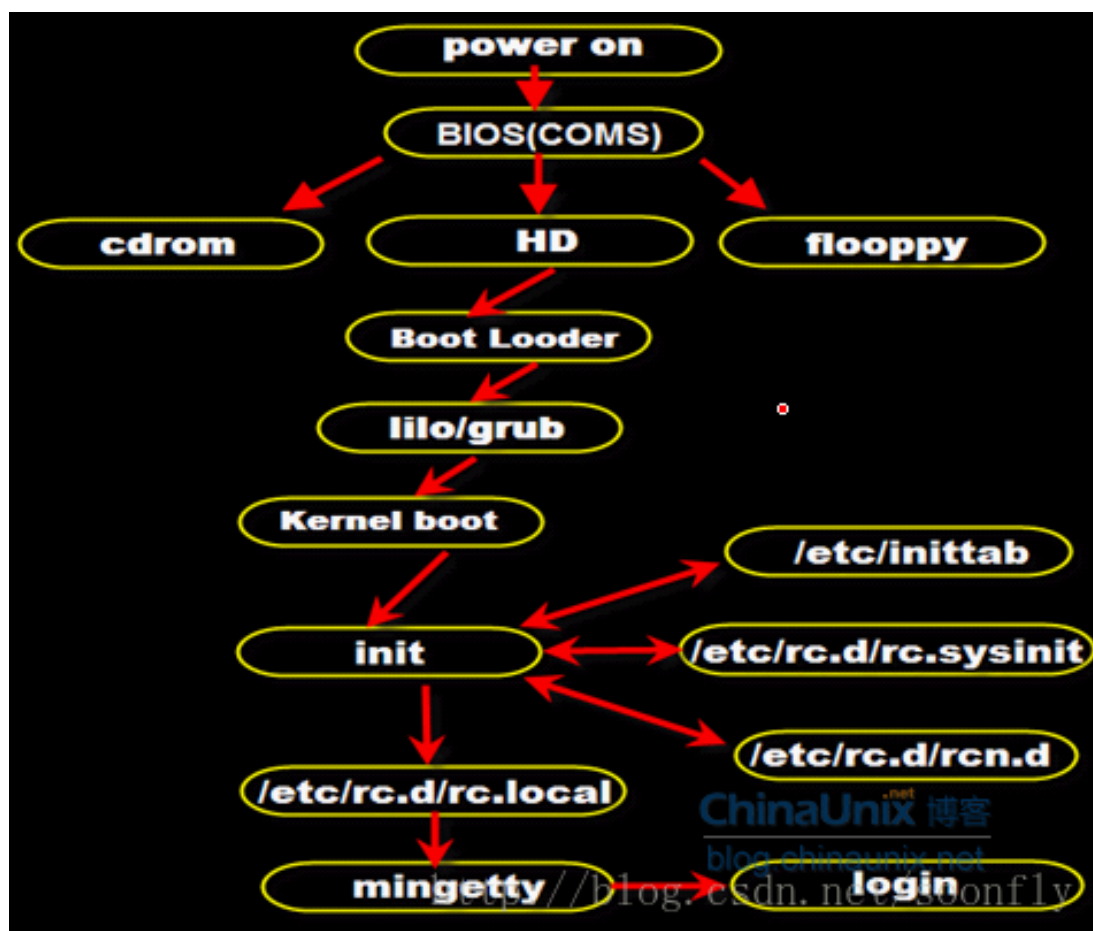 power on
BIOS(COMS)
cdrom
HD
flooppy
Boot Looder
lilo/grub
Kernel boot
/etc/inittab
init
/etc/rc.d/rc.sysinit
/etc/rc.d/rcn.d
/etc/rc.d/rc.local
ChinaUnix.net 博客
blog.chinaunix.net
mingetty
login
http://blog.csdn.net/soonfly